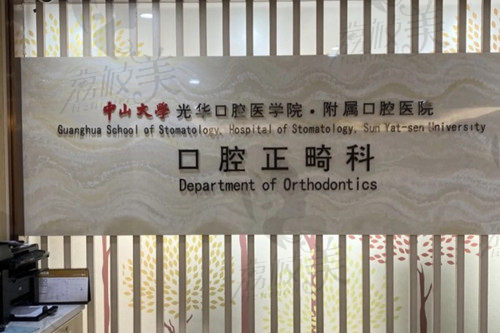 中山大學 光华口腔医学院·附属口腔医院
Guanghua School of Stomatology, Hospital of Stomatology, Sun Yat-sen University
口腔正畸科
Department of Orthodontics